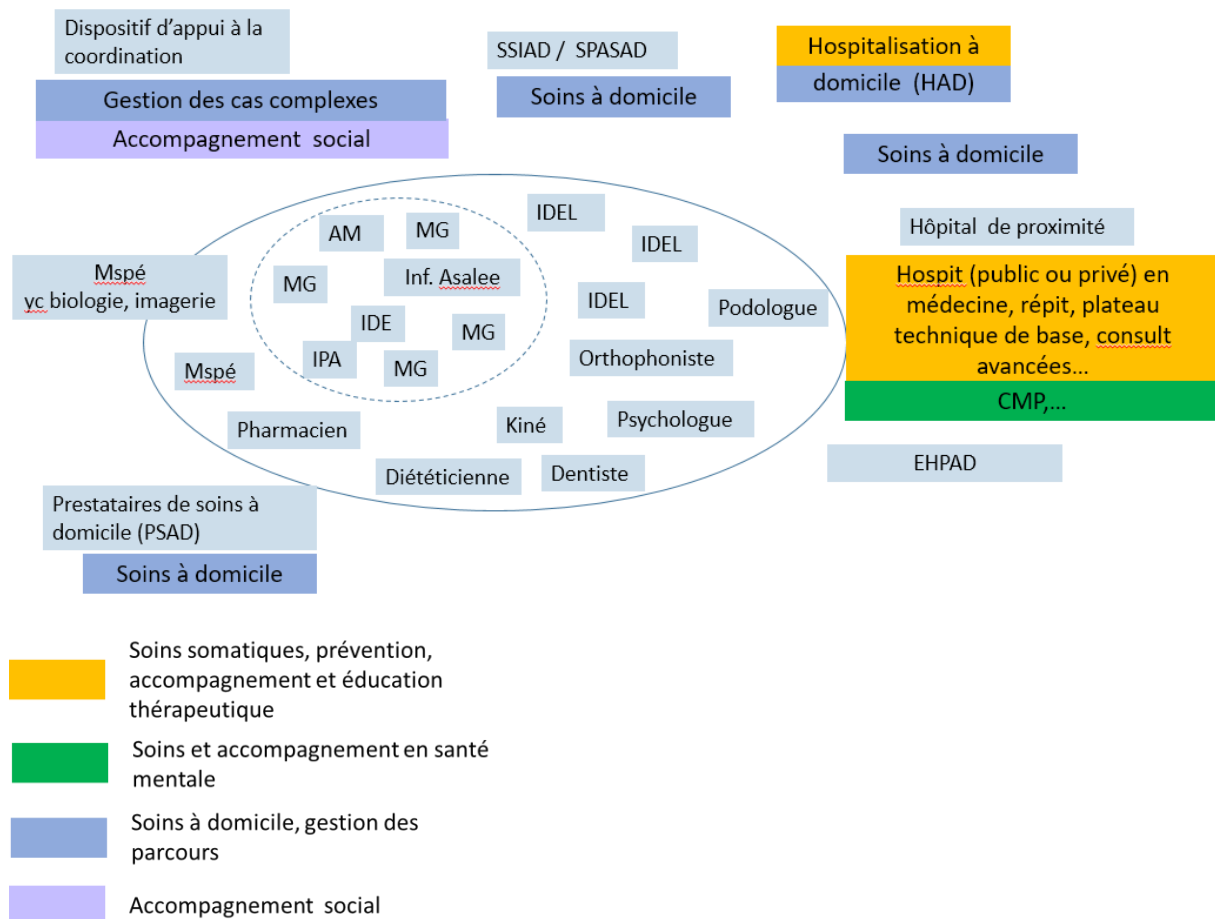 Dispositif d'appui à la
coordination
Gestion des cas complexes
Accompagnement social
SSIAD / SPASAD
Soins à domicile
Hospitalisation à
domicile (HAD)
Soins à domicile
Hôpital de proximité
Hospit (public ou privé) en
médecine, répit, plateau
technique de base, consult
avancées...
CMP,...
EHPAD
Mspé
yc biologie, imagerie
AM
MG
MG
Inf. Asalee
IDE
MG
IPA
MG
IDEL
IDEL
IDEL
Podologue
Orthophoniste
Mspé
Pharmacien
Kiné
Psychologue
Diététicienne
Dentiste
Prestataires de soins à
domicile (PSAD)
Soins à domicile
Soins somatiques, prévention,
accompagnement et éducation
thérapeutique
Soins et accompagnement en santé
mentale
Soins à domicile, gestion des
parcours
Accompagnement social